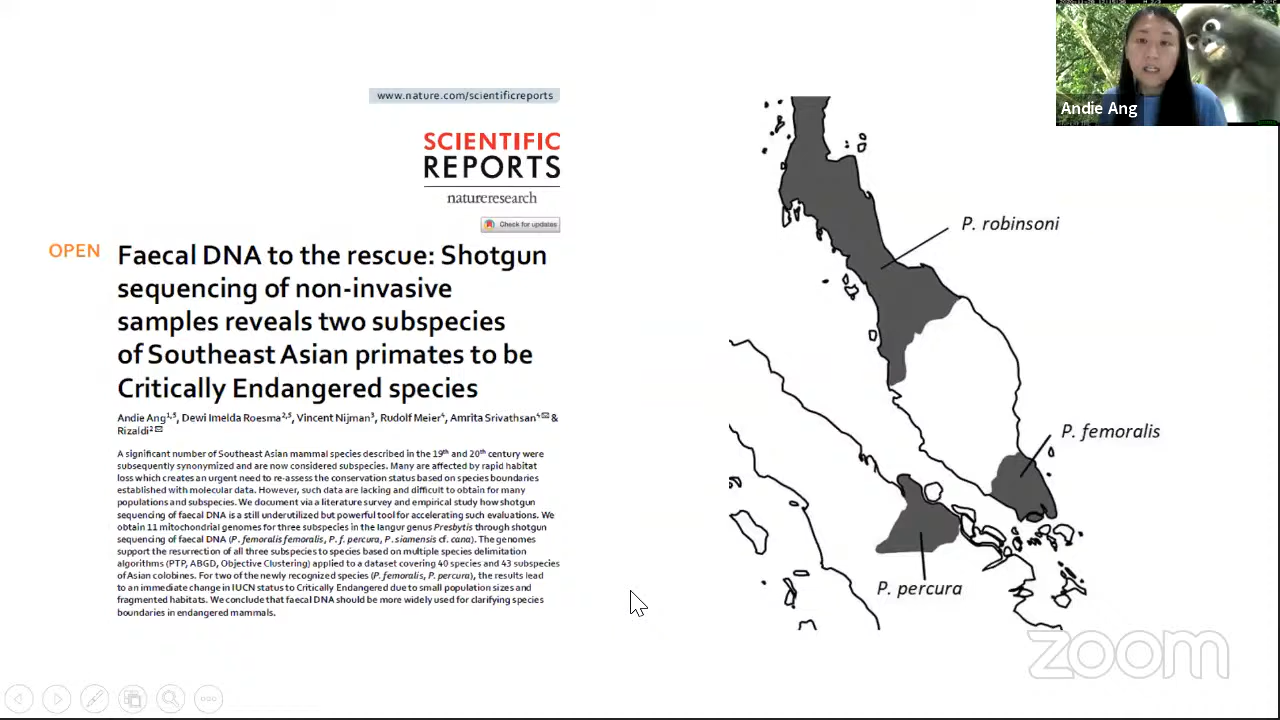 www.nature.com/scientificreports
SCIENTIFIC
REPORTS
natureresearch
Check for updates
OPEN
Faecal DNA to the rescue: Shotgun
sequencing of non-invasive
samples reveals two subspecies
of Southeast Asian primates to be
Critically Endangered species
Andie Ang1,5, Dewi Imelda Roesma2,5, Vincent Nijman3, Rudolf Meier4, Amrita Srivathsan4 &
Rizaldi2
A significant number of Southeast Asian mammal species described in the 19th and 20th century were
subsequently synonymized and are now considered subspecies. Many are affected by rapid habitat
loss which creates an urgent need to re-assess the conservation status based on species boundaries
established with molecular data. However, such data are lacking and difficult to obtain for many
populations and subspecies. We document via a literature survey and empirical study how shotgun
sequencing of faecal DNA is a still underutilized but powerful tool for accelerating such evaluations. We
obtain 11 mitochondrial genomes for three subspecies in the langur genus Presbytis through shotgun
sequencing of faecal DNA (P. femoralis femoralis, P. f. percura, P. siamensis cf. cana). The genomes
support the resurrection of all three subspecies to species based on multiple species delimitation
algorithms (PTP, ABGD, Objective Clustering) applied to a dataset covering 40 species and 43 subspecies
of Asian colobines. For two of the newly recognized species (P. femoralis, P. percura), the results lead
to an immediate change in IUCN status to Critically Endangered due to small population sizes and
fragmented habitats. We conclude that faecal DNA should be more widely used for clarifying species
boundaries in endangered mammals.
P. robinsoni
P. femoralis
P. percura
Andie Ang
zoom